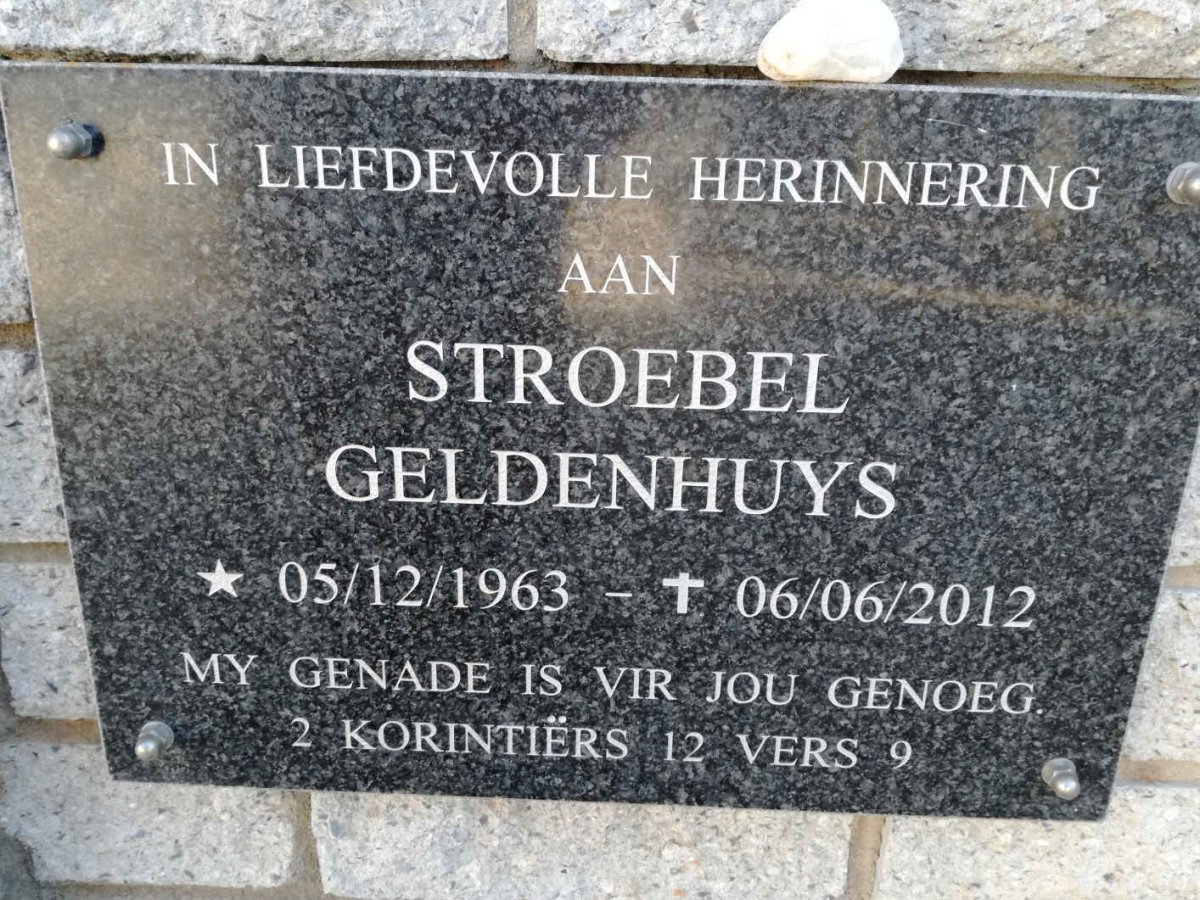 IN LIEFDEVOLLE HERINNERING
AAN
STROEBEL
GELDENHUYS
★ 05/12/1963 – ✝ 06/06/2012
MY GENADE IS VIR JOU GENOEG.
2 KORINTIËRS 12 VERS 9